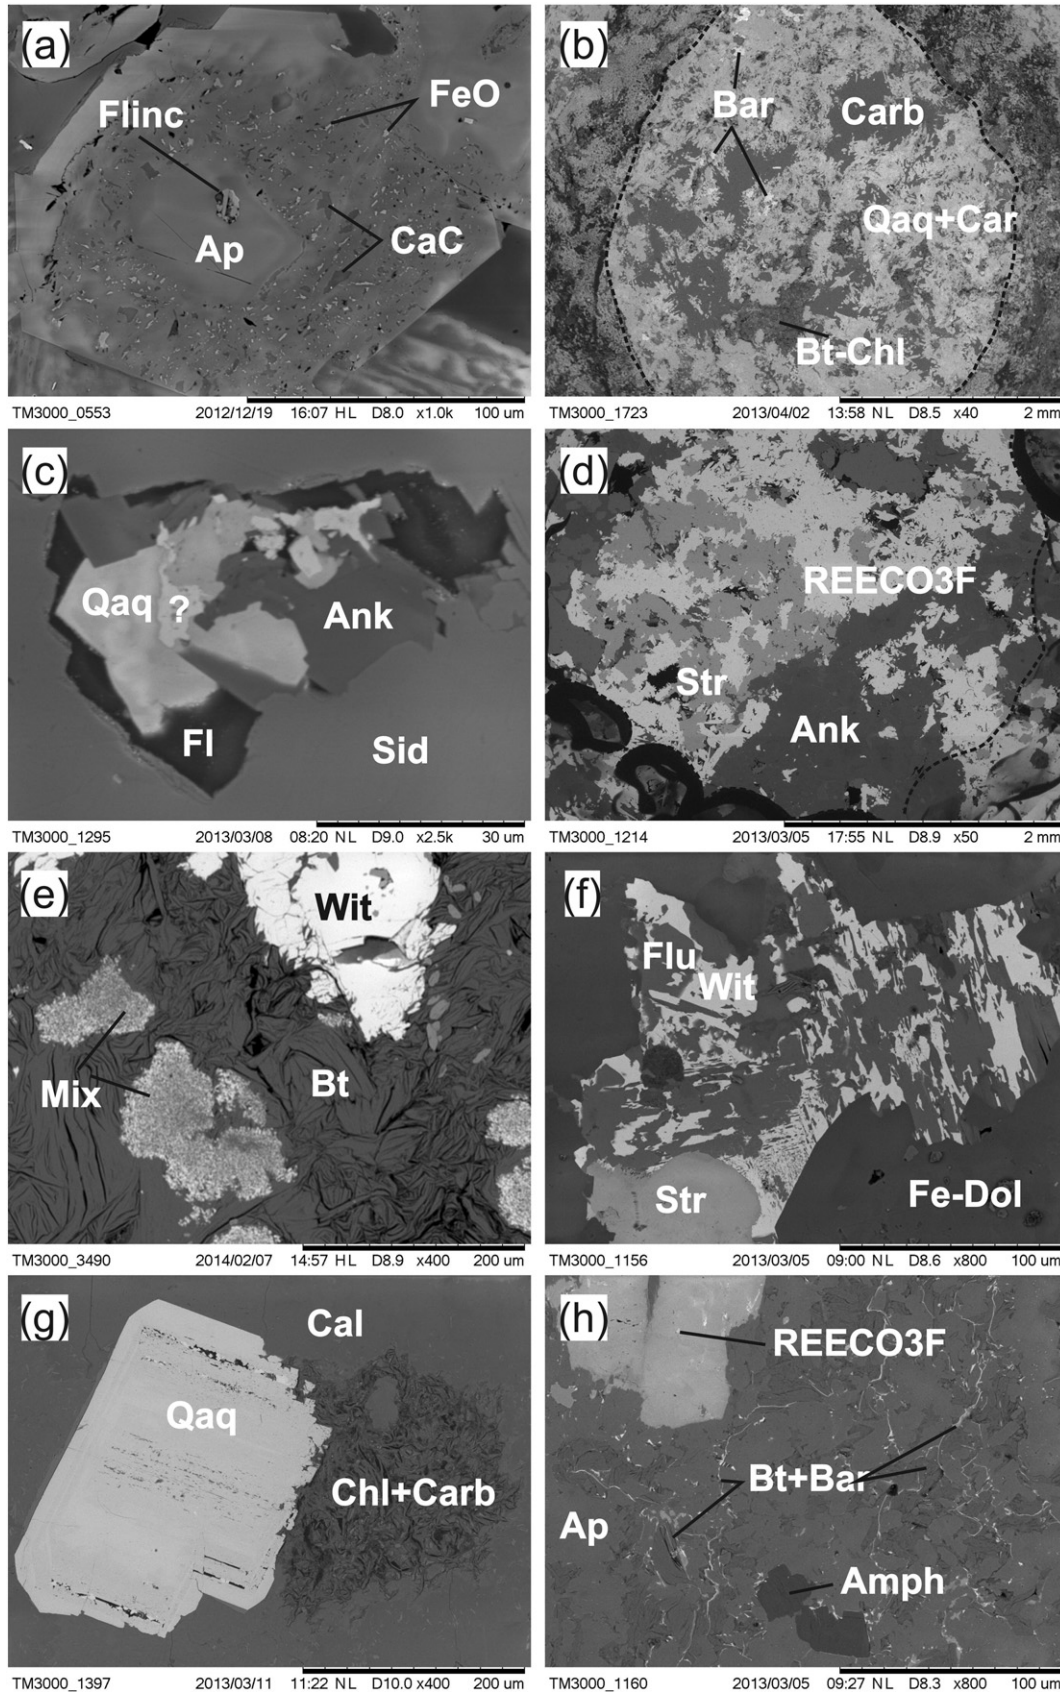 (a)
Flinc
FeO
Ap
CaC
TM3000_0553 2012/12/19 16:07 HL D8.0 x1.0k 100 um
(b)
Bar
Carb
Qaq+Car
Bt-Chl
TM3000_1723 2013/04/02 13:58 NL D8.5 x40 2 mm
(c)
Qaq ?
Ank
Fl
Sid
TM3000_1295 2013/03/08 08:20 NL D9.0 x2.5k 30 um
(d)
REECO3F
Str
Ank
TM3000_1214 2013/03/05 17:55 NL D8.9 x50 2 mm
(e)
Wit
Mix
Bt
TM3000_3490 2014/02/07 14:57 HL D8.9 x400 200 um
(f)
Flu
Wit
Str
Fe-Dol
TM3000_1156 2013/03/05 09:00 NL D8.6 x800 100 um
(g)
Cal
Qaq
Chl+Carb
TM3000_1397 2013/03/11 11:22 NL D10.0 x400 200 um
(h)
REECO3F
Bt+Bar
Ap
Amph
TM3000_1160 2013/03/05 09:27 NL D8.3 x800 100 um